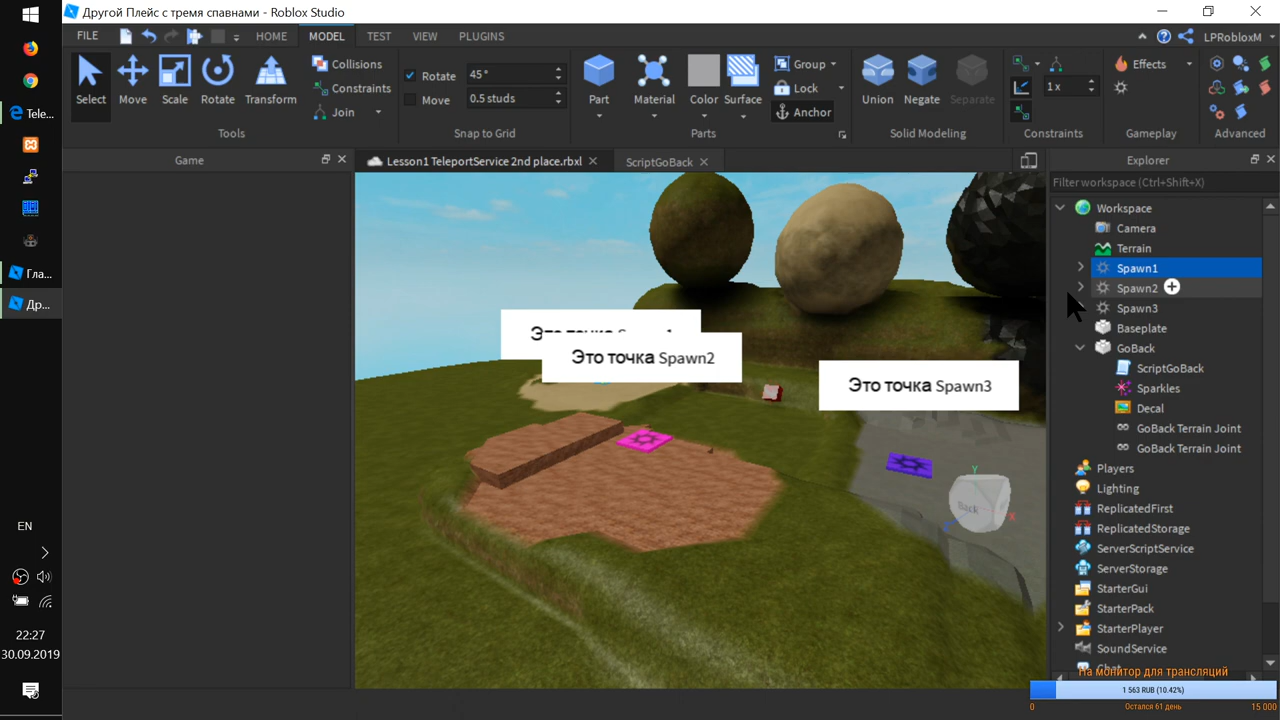 Другой Плейс с тремя спавнами - Roblox Studio
FILE
HOME
MODEL
TEST
VIEW
PLUGINS
LPRobloxM
Select
Move
Scale
Rotate
Transform
Collisions
Constraints
Join
Tools
Rotate
45°
Move
0.5 studs
Snap to Grid
Part
Material
Color
Surface
Group
Lock
Anchor
Parts
Union
Negate
Separate
Solid Modeling
1 x
Constraints
Effects
Gameplay
Advanced
Tele...
Гла...
Др...
EN
22:27
30.09.2019
Game
Lesson1 TeleportService 2nd place.rbxl
ScriptGoBack
Это точка Spawn2
Это точка Spawn3
Back
Y
X
Explorer
Filter workspace (Ctrl+Shift+X)
Workspace
Camera
Terrain
Spawn1
Spawn2
Spawn3
Baseplate
GoBack
ScriptGoBack
Sparkles
Decal
GoBack Terrain Joint
GoBack Terrain Joint
Players
Lighting
ReplicatedFirst
ReplicatedStorage
ServerScriptService
ServerStorage
StarterGui
StarterPack
StarterPlayer
SoundService
На монитор для трансляций
1 563 RUB (10.42%)
0
Остался 61 день
15 000